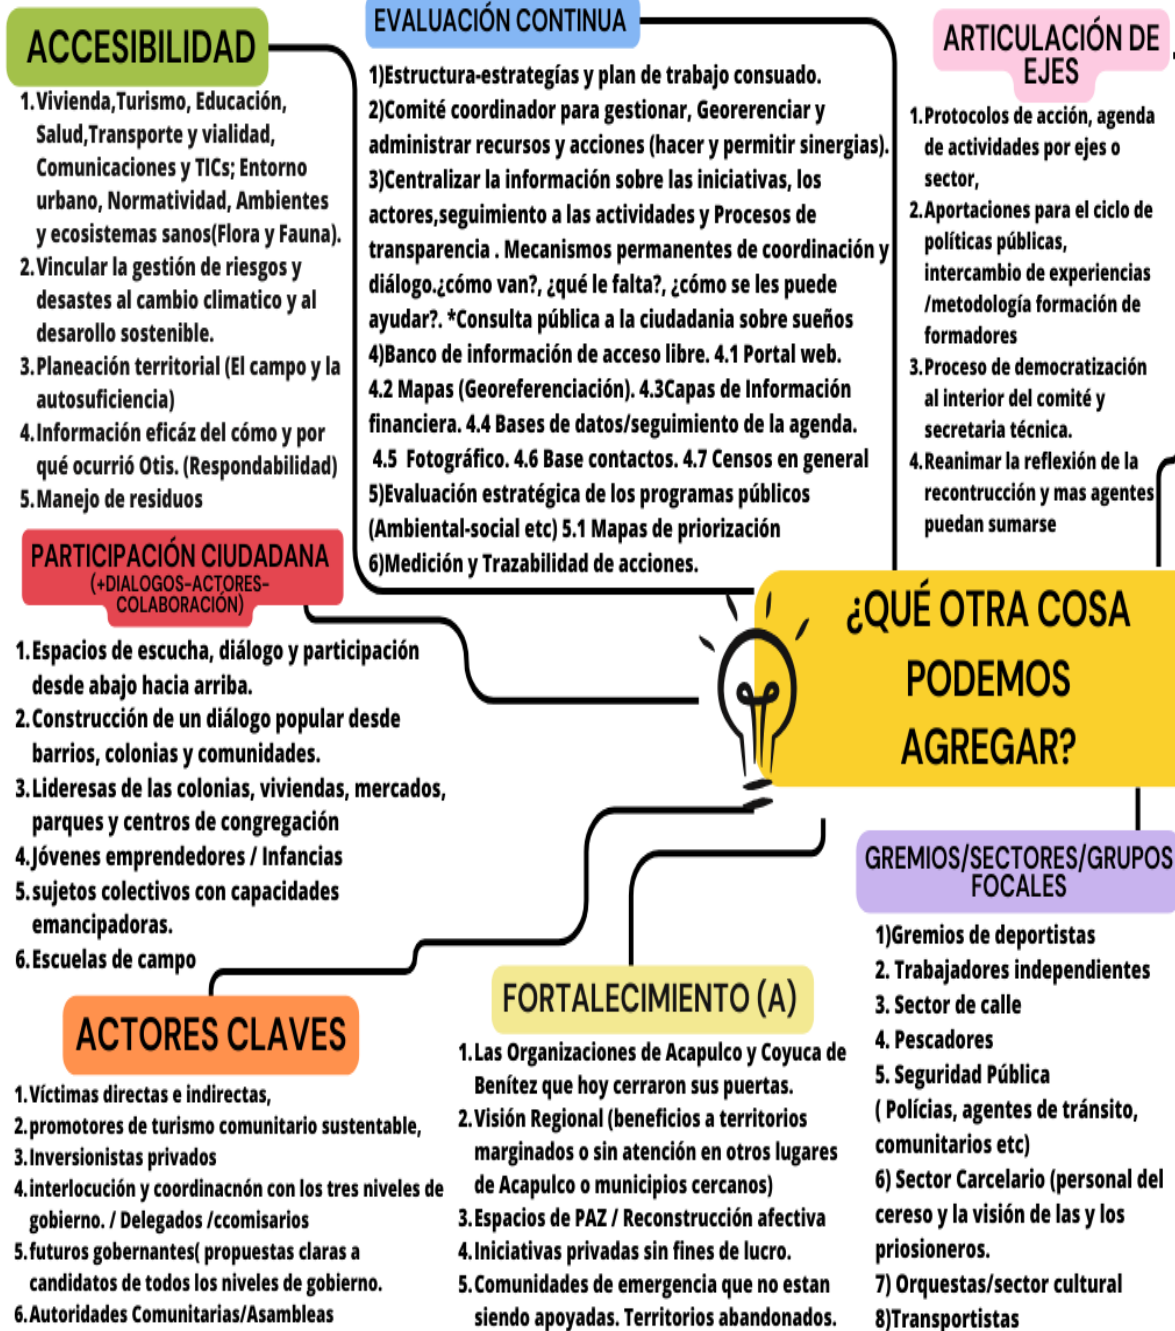 ACCESIBILIDAD
1.Vivienda,Turismo, Educación,
Salud,Transporte y vialidad,
Comunicaciones y TICs; Entorno
urbano, Normatividad, Ambientes
y ecosistemas sanos(Flora y Fauna).
2.Vincular la gestión de riesgos y
desastes al cambio climatico y al
desarollo sostenible.
3.Planeación territorial (El campo y la
autosuficiencia)
4.Información eficáz del cómo y por
qué ocurrió Otis. (Respondabilidad)
5.Manejo de residuos
EVALUACIÓN CONTINUA
1)Estructura-estrategías y plan de trabajo consuado.
2)Comité coordinador para gestionar, Georerenciar y
administrar recursos y acciones (hacer y permitir sinergias).
3)Centralizar la información sobre las iniciativas, los
actores,seguimiento a las actividades y Procesos de
transparencia . Mecanismos permanentes de coordinación y
diálogo.¿cómo van?, ¿qué le falta?, ¿cómo se les puede
ayudar?. *Consulta pública a la ciudadania sobre sueños
4)Banco de información de acceso libre. 4.1 Portal web.
4.2 Mapas (Georeferenciación). 4.3Capas de Información
financiera. 4.4 Bases de datos/seguimiento de la agenda.
4.5 Fotográfico. 4.6 Base contactos. 4.7 Censos en general
5)Evaluación estratégica de los programas públicos
(Ambiental-social etc) 5.1 Mapas de priorización
6)Medición y Trazabilidad de acciones.
ARTICULACIÓN DE
EJES
1.Protocolos de acción, agenda
de actividades por ejes o
sector,
2.Aportaciones para el ciclo de
políticas públicas,
intercambio de experiencias
/metodología formación de
formadores
3.Proceso de democratización
al interior del comité y
secretaria técnica.
4.Reanimar la reflexión de la
recontrucción y mas agentes
puedan sumarse
PARTICIPACIÓN CIUDADANA
(+DIALOGOS-ACTORES-
COLABORACIÓN)
1.Espacios de escucha, diálogo y participación
desde abajo hacia arriba.
2.Construcción de un diálogo popular desde
barrios, colonias y comunidades.
3.Lideresas de las colonias, viviendas, mercados,
parques y centros de congregación
4.Jóvenes emprendedores / Infancias
5.sujetos colectivos con capacidades
emancipadoras.
6.Escuelas de campo
¿QUÉ OTRA COSA
PODEMOS
AGREGAR?
ACTORES CLAVES
1.Víctimas directas e indirectas,
2.promotores de turismo comunitario sustentable,
3.Inversionistas privados
4.interlocución y coordinacnón con los tres niveles de
gobierno. / Delegados /ccomisarios
5.futuros gobernantes( propuestas claras a
candidatos de todos los niveles de gobierno.
6.Autoridades Comunitarias/Asambleas
FORTALECIMIENTO (A)
1.Las Organizaciones de Acapulco y Coyuca de
Benítez que hoy cerraron sus puertas.
2.Visión Regional (beneficios a territorios
marginados o sin atención en otros lugares
de Acapulco o municipios cercanos)
3.Espacios de PAZ / Reconstrucción afectiva
4.Iniciativas privadas sin fines de lucro.
5.Comunidades de emergencia que no estan
siendo apoyadas. Territorios abandonados.
GREMIOS/SECTORES/GRUPOS
FOCALES
1)Gremios de deportistas
2. Trabajadores independientes
3. Sector de calle
4. Pescadores
5. Seguridad Pública
( Polícias, agentes de tránsito,
comunitarios etc)
6) Sector Carcelario (personal del
cereso y la visión de las y los
priosioneros.
7) Orquestas/sector cultural
8)Transportistas